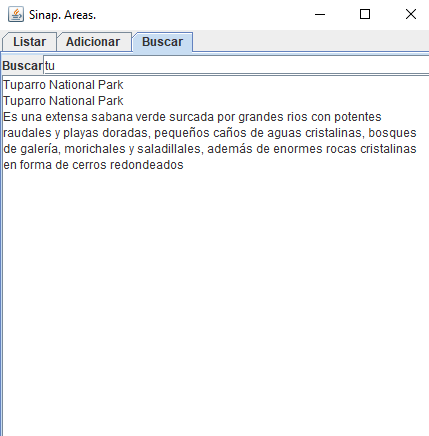 Sinap. Areas.
Listar Adicionar Buscar
Buscar tu
Tuparro National Park
Tuparro National Park
Es una extensa sabana verde surcada por grandes rios con potentes
raudales y playas doradas, pequeños caños de aguas cristalinas, bosques
de galería, morichales y saladillales, además de enormes rocas cristalinas
en forma de cerros redondeados